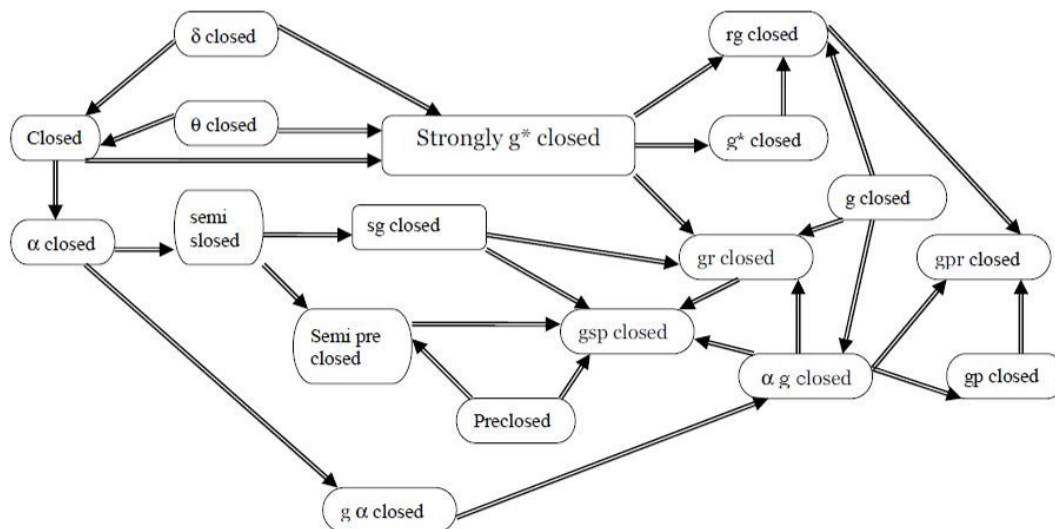 δ closed
rg closed
Closed
θ closed
Strongly g* closed
g* closed
g closed
α closed
semi
slosed
sg closed
gr closed
gpr closed
Semi pre
closed
gsp closed
α g closed
gp closed
Preclosed
g α closed